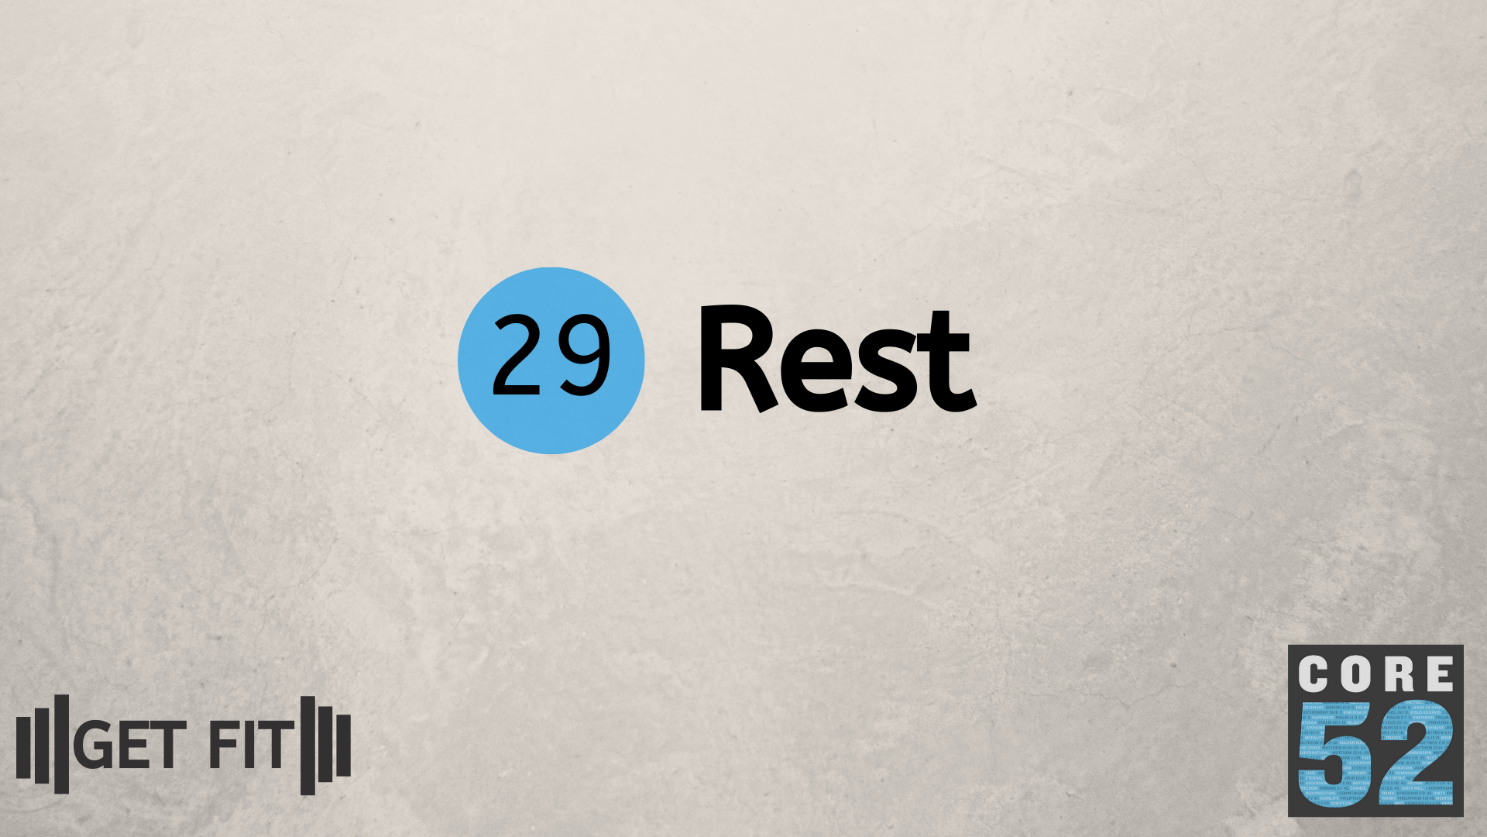 29 Rest
GET FIT
CORE
52